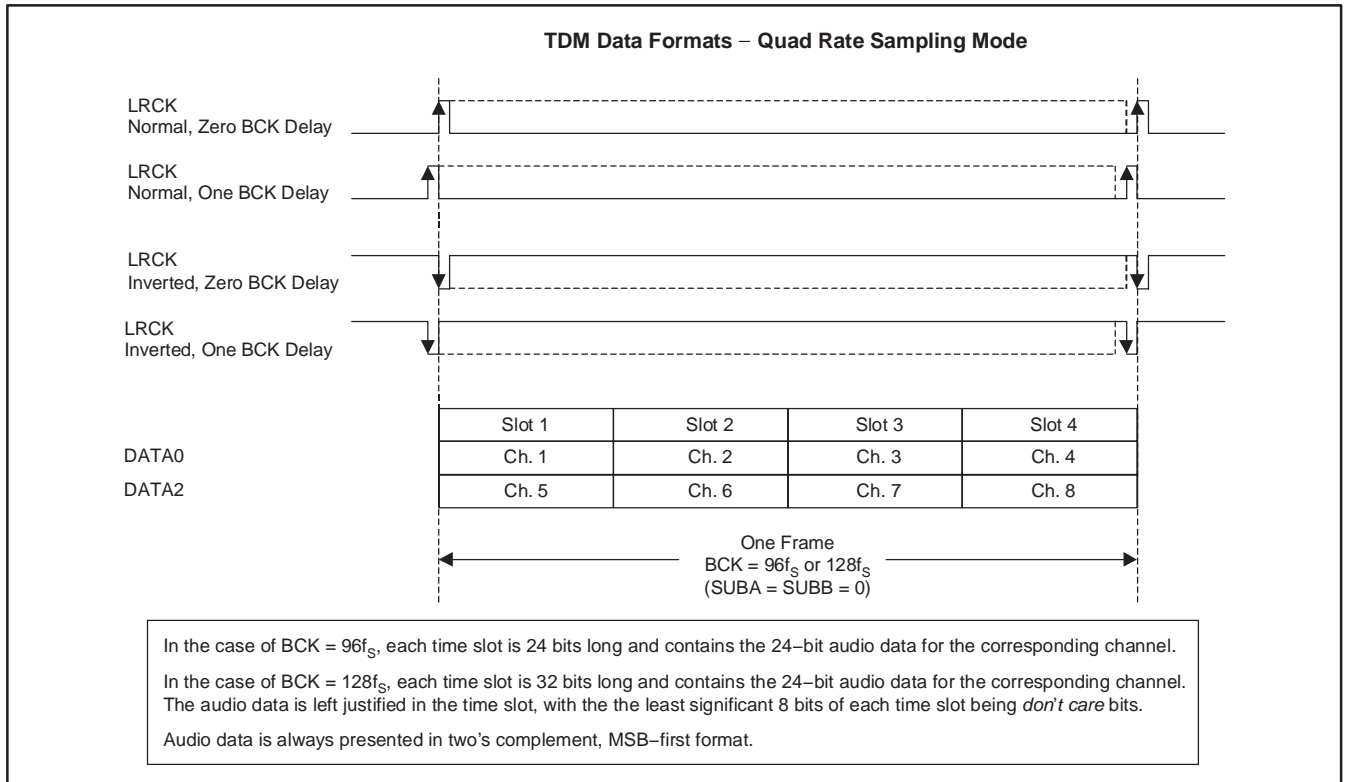 TDM Data Formats − Quad Rate Sampling Mode
LRCK
Normal, Zero BCK Delay
LRCK
Normal, One BCK Delay
LRCK
Inverted, Zero BCK Delay
LRCK
Inverted, One BCK Delay
Slot 1 Slot 2 Slot 3 Slot 4
DATA0 Ch. 1 Ch. 2 Ch. 3 Ch. 4
DATA2 Ch. 5 Ch. 6 Ch. 7 Ch. 8
One Frame
BCK = 96fS or 128fS
(SUBA = SUBB = 0)
In the case of BCK = 96fS, each time slot is 24 bits long and contains the 24−bit audio data for the corresponding channel.
In the case of BCK = 128fS, each time slot is 32 bits long and contains the 24−bit audio data for the corresponding channel.
The audio data is left justified in the time slot, with the the least significant 8 bits of each time slot being don't care bits.
Audio data is always presented in two's complement, MSB−first format.